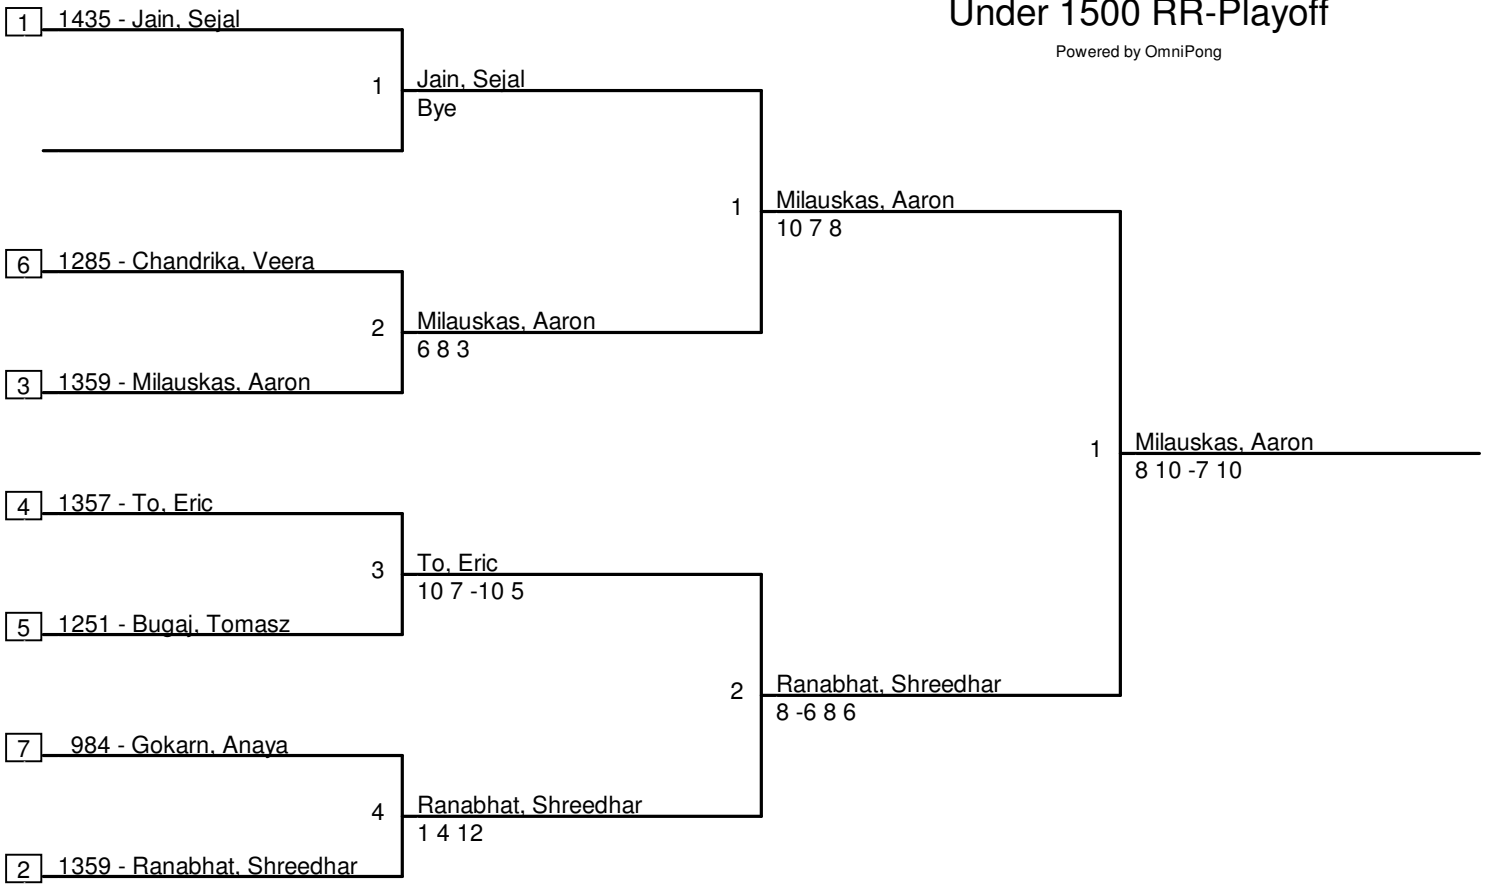 Under 1500 RR-Playoff
Powered by OmniPong
1 1435 - Jain, Sejal
1 Jain, Sejal
Bye
1 Milauskas, Aaron
10 7 8
6 1285 - Chandrika, Veera
2 Milauskas, Aaron
6 8 3
3 1359 - Milauskas, Aaron
1 Milauskas, Aaron
8 10 -7 10
4 1357 - To, Eric
3 To, Eric
10 7 -10 5
5 1251 - Bugaj, Tomasz
2 Ranabhat, Shreedhar
8 -6 8 6
7 984 - Gokarn, Anaya
4 Ranabhat, Shreedhar
1 4 12
2 1359 - Ranabhat, Shreedhar